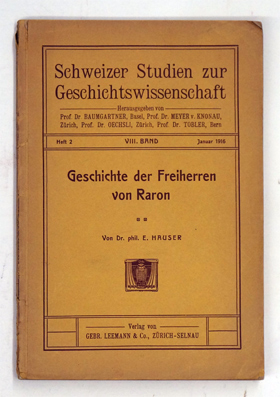 Schweizer Studien zur
Geschichtswissenschaft
Herausgegeben von
Prof. Dr BAUMGARTNER, Basel, Prof. Dr. MEYER v. KNONAU,
Zürich, Prof. Dr. OECHSLI, Zürich, Prof. Dr. TOBLER, Bern
Heft 2 VIII. BAND Januar 1916
Geschichte der Freiherren
von Raron
Von Dr. phil. E. HAUSER
Verlag von
GEBR. LEEMANN & Co., ZÜRICH-SELNAU